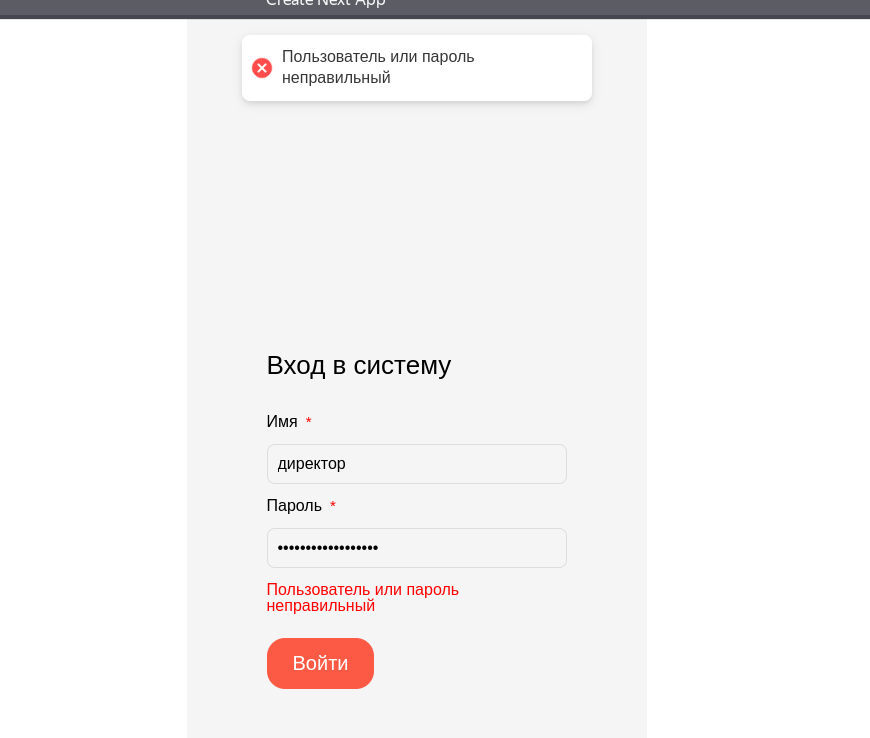 Create Next App
Пользователь или пароль
неправильный
Вход в систему
Имя *
директор
Пароль *
••••••••••••••••••
Пользователь или пароль
неправильный
Войти